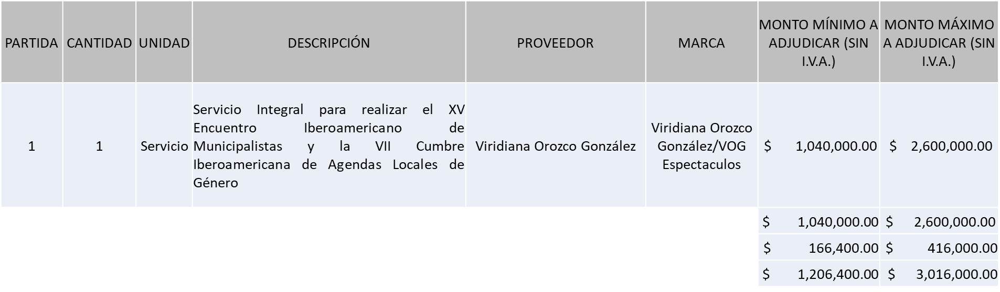 PARTIDA
CANTIDAD
UNIDAD
DESCRIPCIÓN
PROVEEDOR
MARCA
MONTO MÍNIMO A
ADJUDICAR (SIN
I.V.A.)
MONTO MÁXIMO
A ADJUDICAR (SIN
I.V.A.)
1
1
Servicio
Servicio Integral para realizar el XV
Encuentro Iberoamericano de
Municipalistas y la VII Cumbre
Iberoamericana de Agendas Locales de
Género
Viridiana Orozco González
Viridiana Orozco
González/VOG
Espectaculos
$ 1,040,000.00
$ 2,600,000.00
$ 1,040,000.00 $ 2,600,000.00
$ 166,400.00 $ 416,000.00
$ 1,206,400.00 $ 3,016,000.00